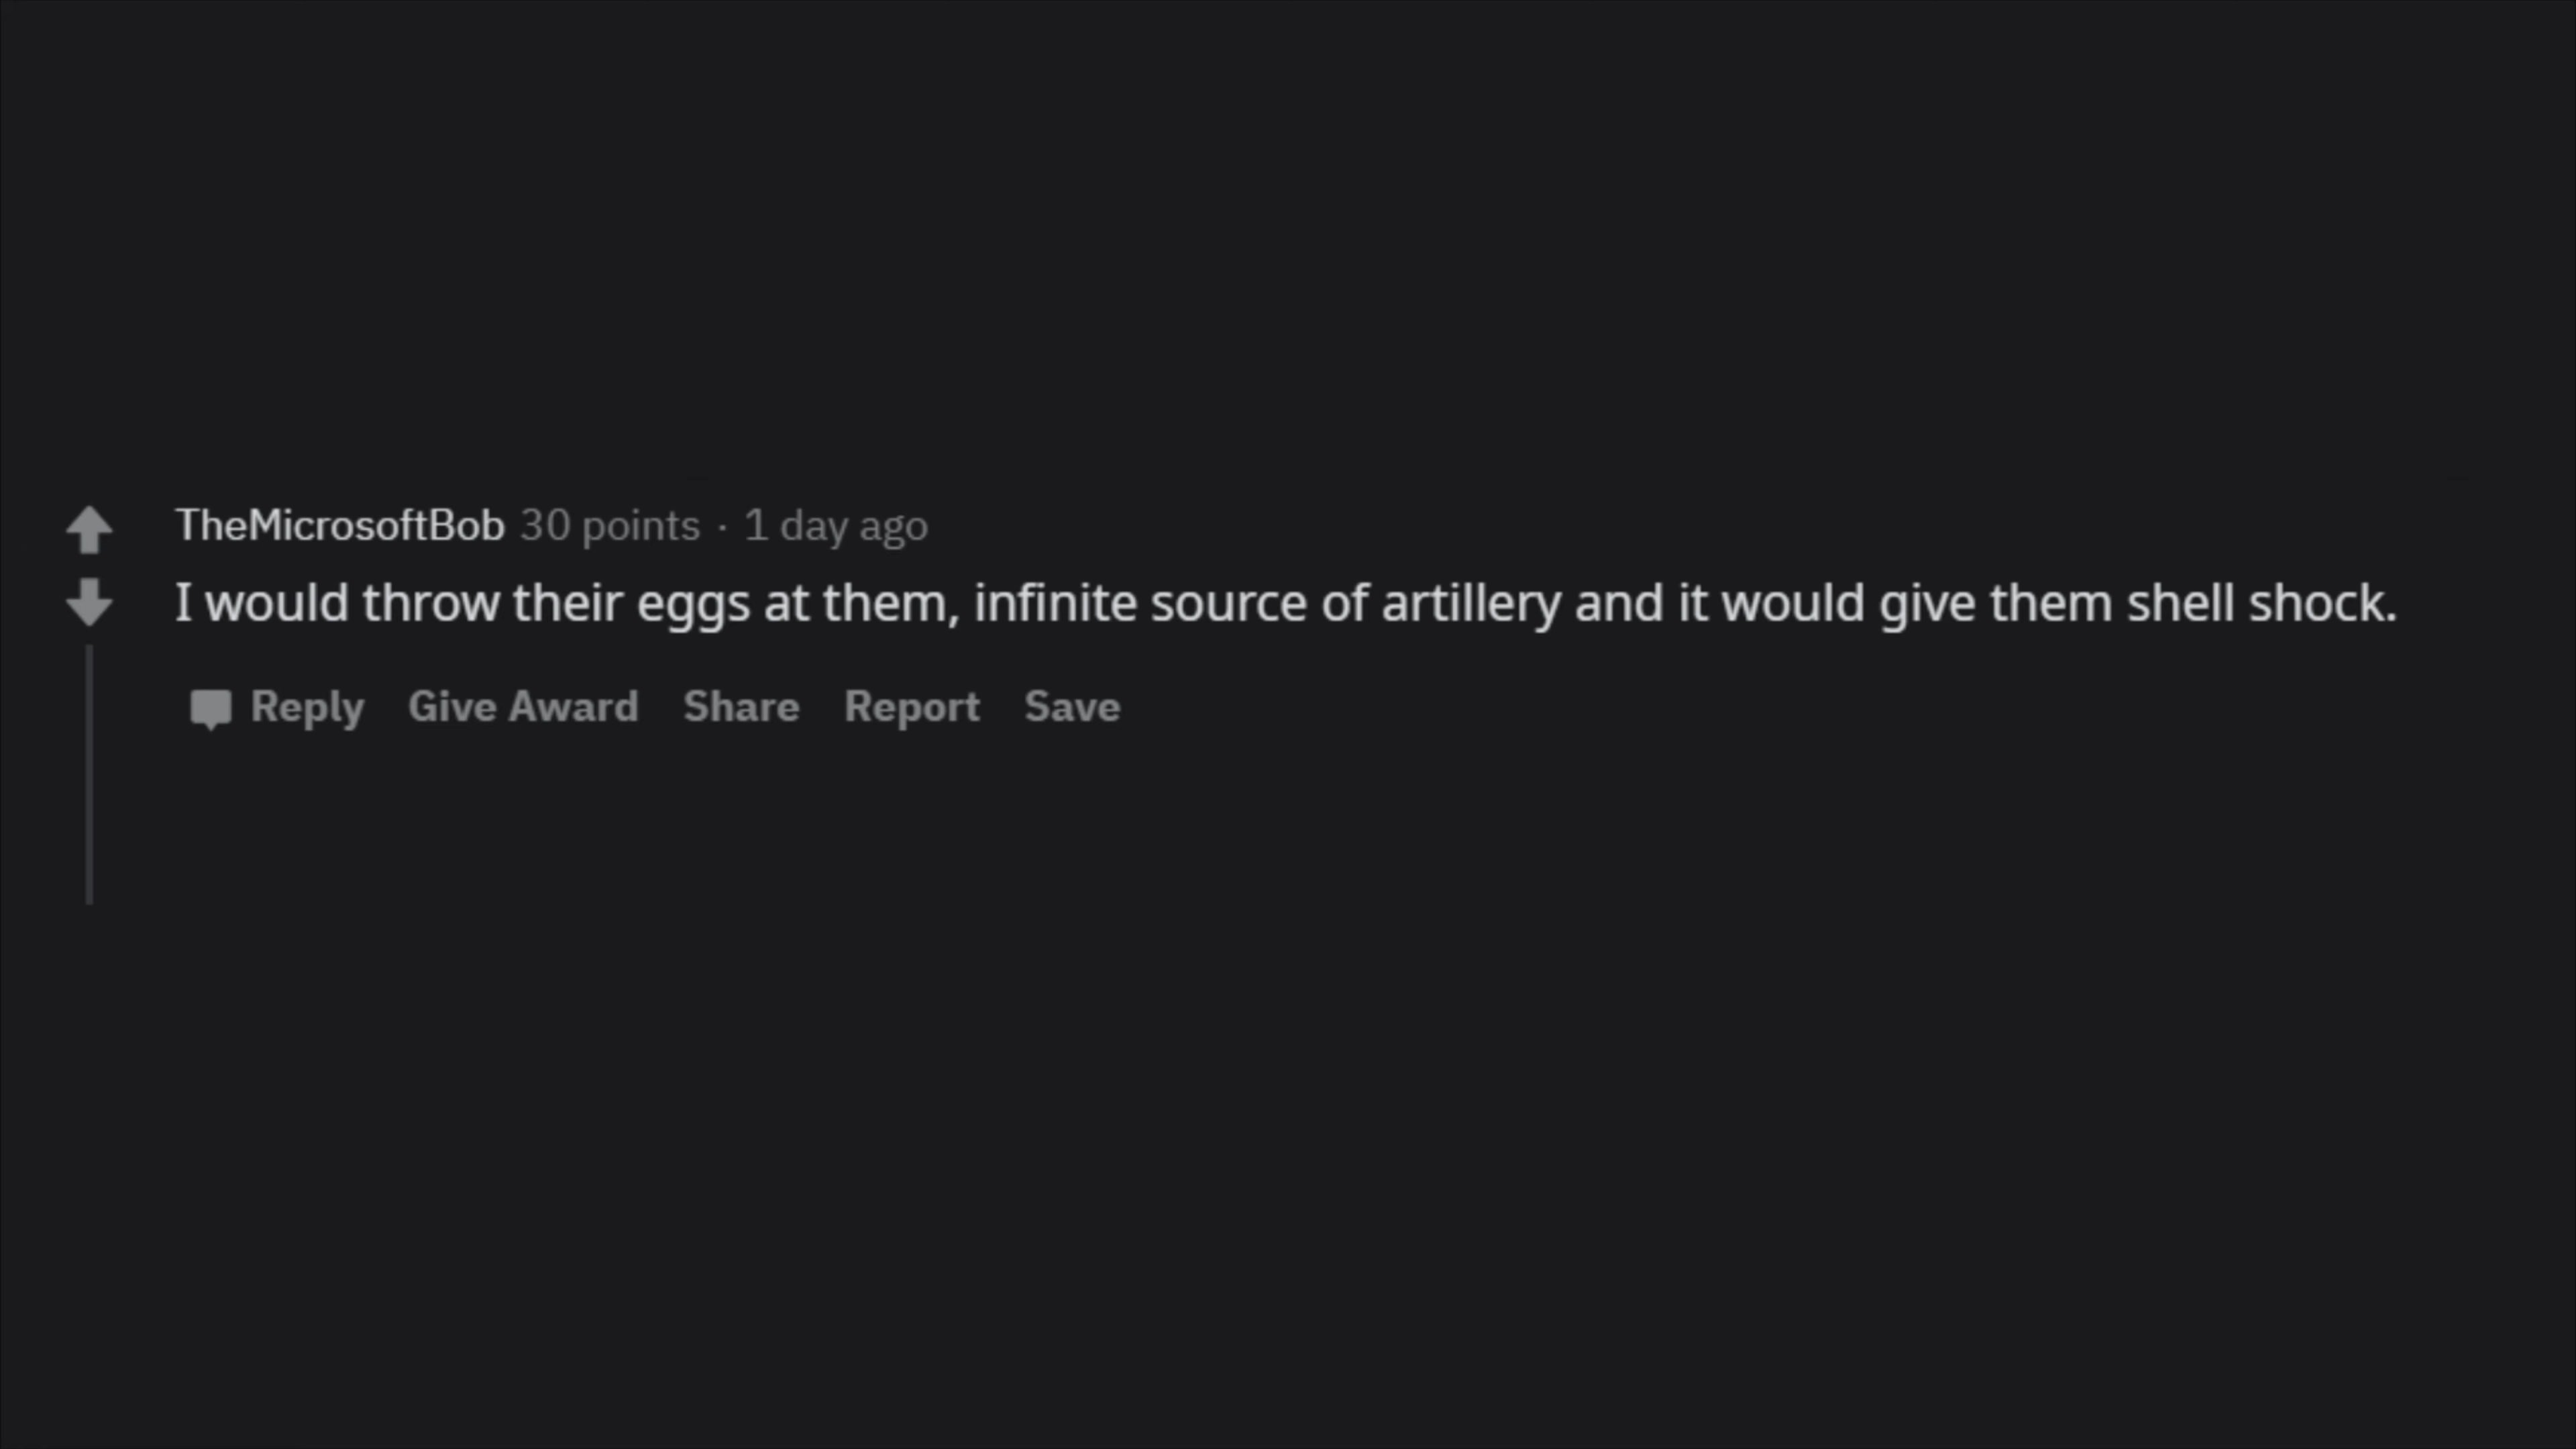 TheMicrosoftBob 30 points · 1 day ago
I would throw their eggs at them, infinite source of artillery and it would give them shell shock.
Reply Give Award Share Report Save